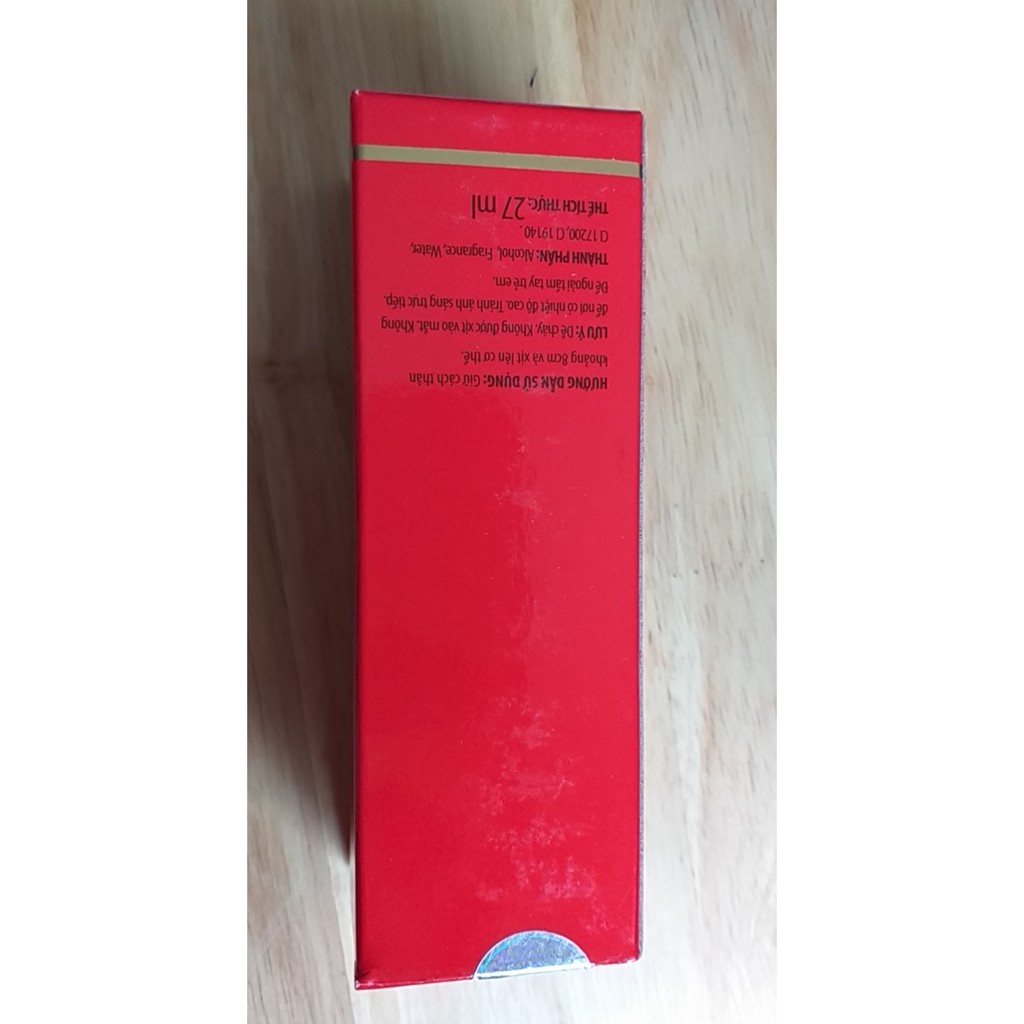 HƯỚNG DẪN SỬ DỤNG: Giữ cách thân
khoảng 8cm và xịt lên cơ thể.
LƯU Ý: Dễ cháy, Không được xịt vào mắt. Không
để nơi có nhiệt độ cao. Tránh ánh sáng trực tiếp.
Để ngoài tầm tay trẻ em.
THÀNH PHẦN: Alcohol, Fragrance, Water,
CI 17200, CI 19140.
THỂ TÍCH THỰC: 27 ml